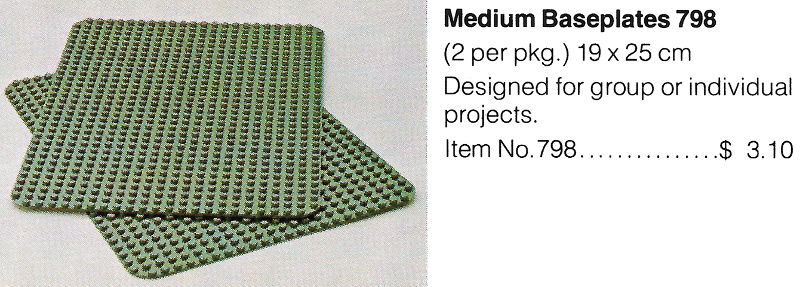 Medium Baseplates 798
(2 per pkg.) 19 x 25 cm
Designed for group or individual
projects.
Item No. 798...............$ 3.10